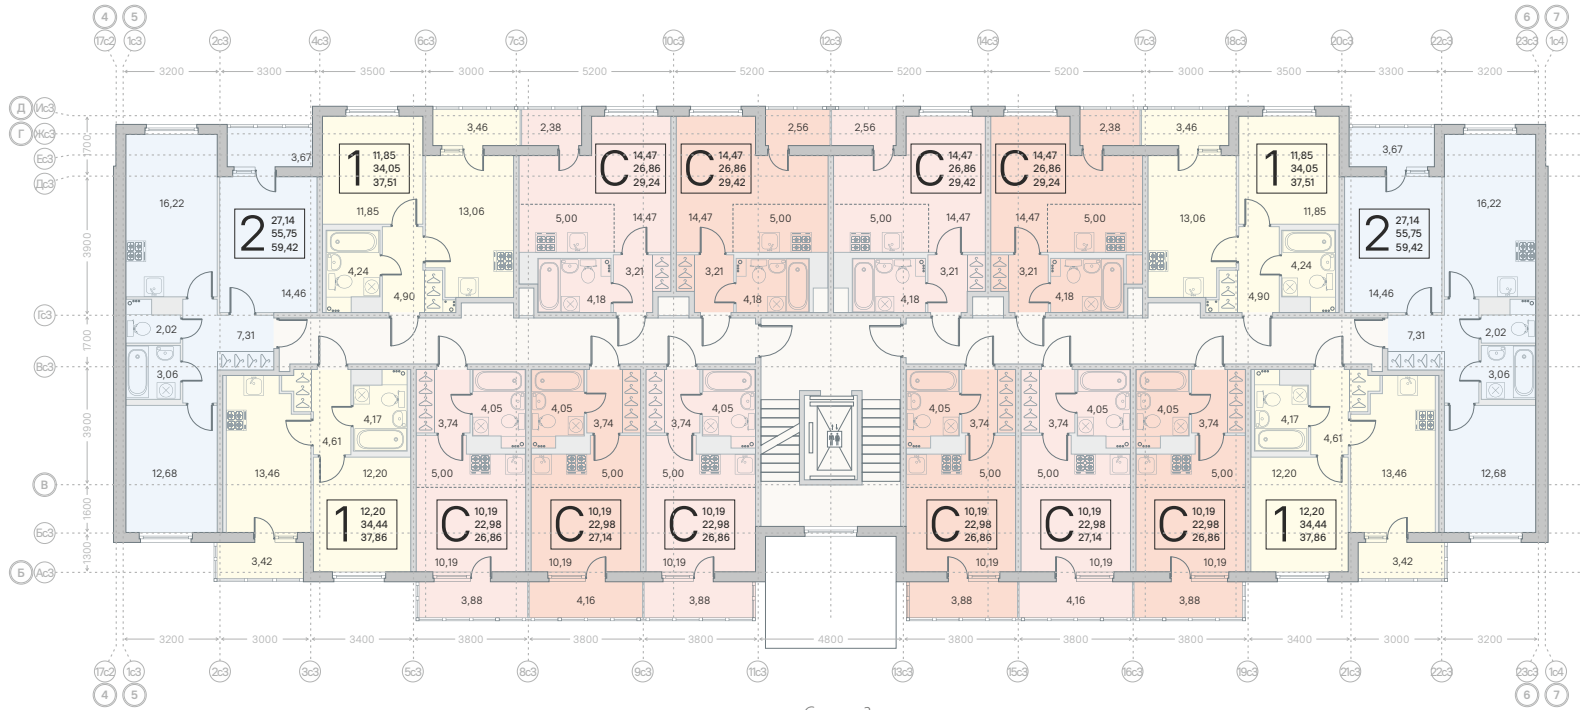 4 5 6 7
17с2 1с3 2с3 4с3 6с3 7с3 10с3 12с3 14с3 17с3 18с3 20с3 22с3 23с3 1с4
3200 3300 3500 3000 5200 5200 5200 5200 3000 3500 3300 3200
Д Ис3
Г Жс3
Ес3
Дс3
Гс3
Вс3
В
Бс3
Б Ас3
1700
3900
1700
3900
1600
1300
3,46 2,38 2,56 2,56 2,38 3,46
3,67 3,67
1
11,85
34,05
37,51
С
14,47
26,86
29,24
С
14,47
26,86
29,42
С
14,47
26,86
29,42
С
14,47
26,86
29,24
1
11,85
34,05
37,51
16,22 11,85 13,06 5,00 14,47 14,47 5,00 5,00 14,47 14,47 5,00 13,06 11,85 16,22
2
27,14
55,75
59,42
2
27,14
55,75
59,42
14,46 4,24 4,90 4,18 3,21 3,21 4,18 4,18 3,21 3,21 4,18 4,90 4,24 14,46
2,02 7,31 7,31 2,02
3,06 3,06
4,17 4,61 3,74 4,05 4,05 3,74 3,74 4,05 4,05 3,74 3,74 4,05 4,05 3,74 4,17 4,61
12,68 13,46 12,20 5,00 5,00 5,00 5,00 5,00 5,00 12,20 13,46 12,68
1
12,20
34,44
37,86
С
10,19
22,98
26,86
С
10,19
22,98
27,14
С
10,19
22,98
26,86
С
10,19
22,98
26,86
С
10,19
22,98
27,14
С
10,19
22,98
26,86
1
12,20
34,44
37,86
3,42 10,19 10,19 10,19 10,19 10,19 10,19 3,42
3,88 4,16 3,88 3,88 4,16 3,88
3200 3000 3400 3800 3800 3800 4800 3800 3800 3800 3400 3000 3200
17с2 1с3 2с3 3с3 5с3 8с3 9с3 11с3 13с3 15с3 16с3 19с3 21с3 22с3 23с3 1с4
4 5 6 7